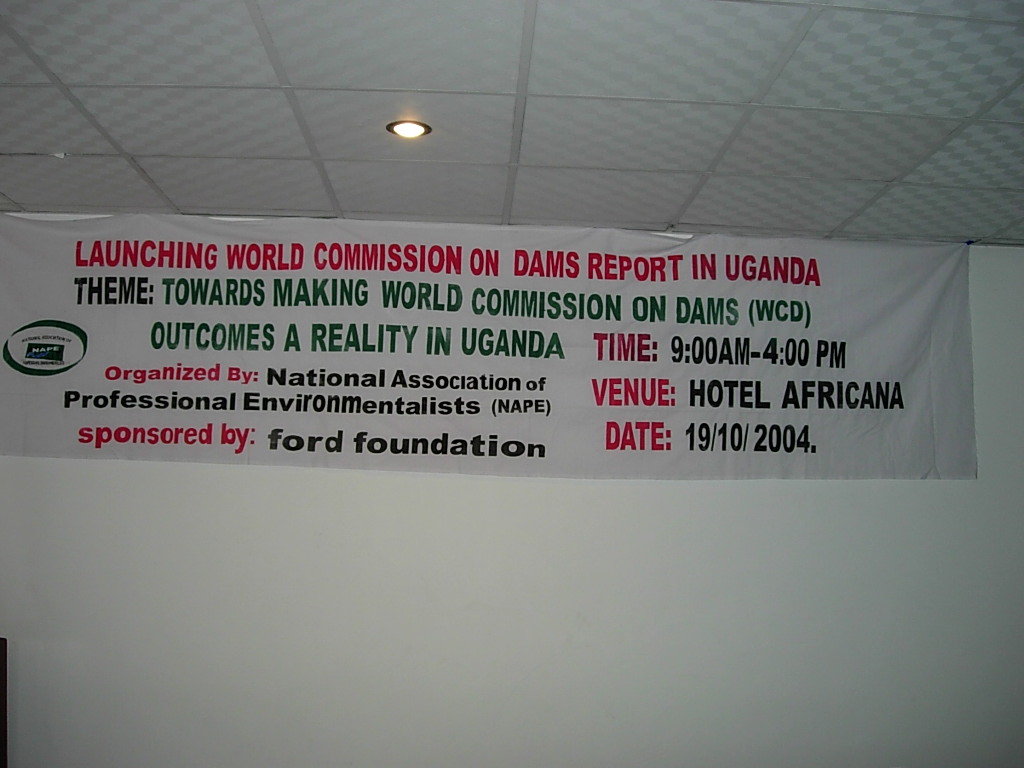 LAUNCHING WORLD COMMISSION ON DAMS REPORT IN UGANDA
THEME: TOWARDS MAKING WORLD COMMISSION ON DAMS (WCD)
OUTCOMES A REALITY IN UGANDA
Organized By: National Association of
Professional Environmentalists (NAPE)
sponsored by: ford foundation
TIME: 9:00AM-4:00 PM
VENUE: HOTEL AFRICANA
DATE: 19/10/2004.
NAPE